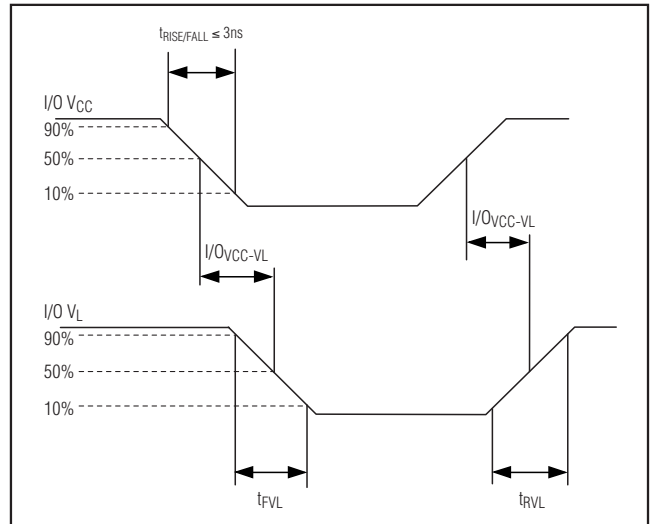 tRISE/FALL ≤ 3ns
I/O VCC
90%
50%
10%
I/OVCC-VL
I/OVCC-VL
I/O VL
90%
50%
10%
tFVL
tRVL